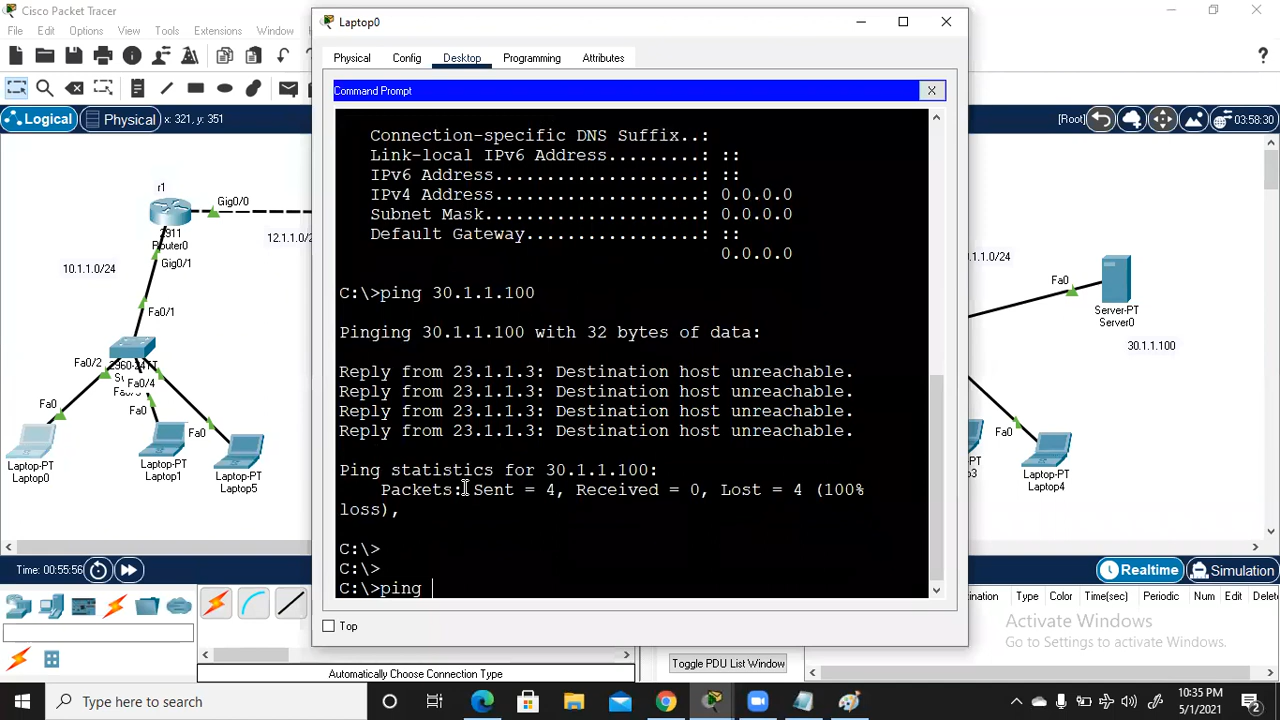 Cisco Packet Tracer
File Edit Options View Tools Extensions Window
Logical Physical x: 321, y: 351
[Root] 03:58:30
Laptop0
Physical Config Desktop Programming Attributes
Command Prompt X
Connection-specific DNS Suffix..:
Link-local IPv6 Address.........: ::
IPv6 Address....................: ::
IPv4 Address....................: 0.0.0.0
Subnet Mask.....................: 0.0.0.0
Default Gateway.................: ::
0.0.0.0
C:\>ping 30.1.1.100
Pinging 30.1.1.100 with 32 bytes of data:
Reply from 23.1.1.3: Destination host unreachable.
Reply from 23.1.1.3: Destination host unreachable.
Reply from 23.1.1.3: Destination host unreachable.
Reply from 23.1.1.3: Destination host unreachable.
Ping statistics for 30.1.1.100:
Packets: Sent = 4, Received = 0, Lost = 4 (100%
loss),
C:\>
C:\>
C:\>ping
Top
r1
Gig0/0
2911
Router0
12.1.1.0/2
Gig0/1
10.1.1.0/24
Fa0/1
Fa0/2
2960-24TT
Fa0/4
Fa0
Fa0
Fa0
Laptop-PT
Laptop0
Laptop-PT
Laptop1
Laptop-PT
Laptop5
.1.1.0/24
Fa0
Server-PT
Server0
30.1.1.100
Fa0
PT
p3
Laptop-PT
Laptop4
Time: 00:55:56
Realtime Simulation
Automatically Choose Connection Type
Toggle PDU List Window
ination Type Color Time(sec) Periodic Num Edit Delete
Activate Windows
Go to Settings to activate Windows.
Type here to search
10:35 PM
5/1/2021
2